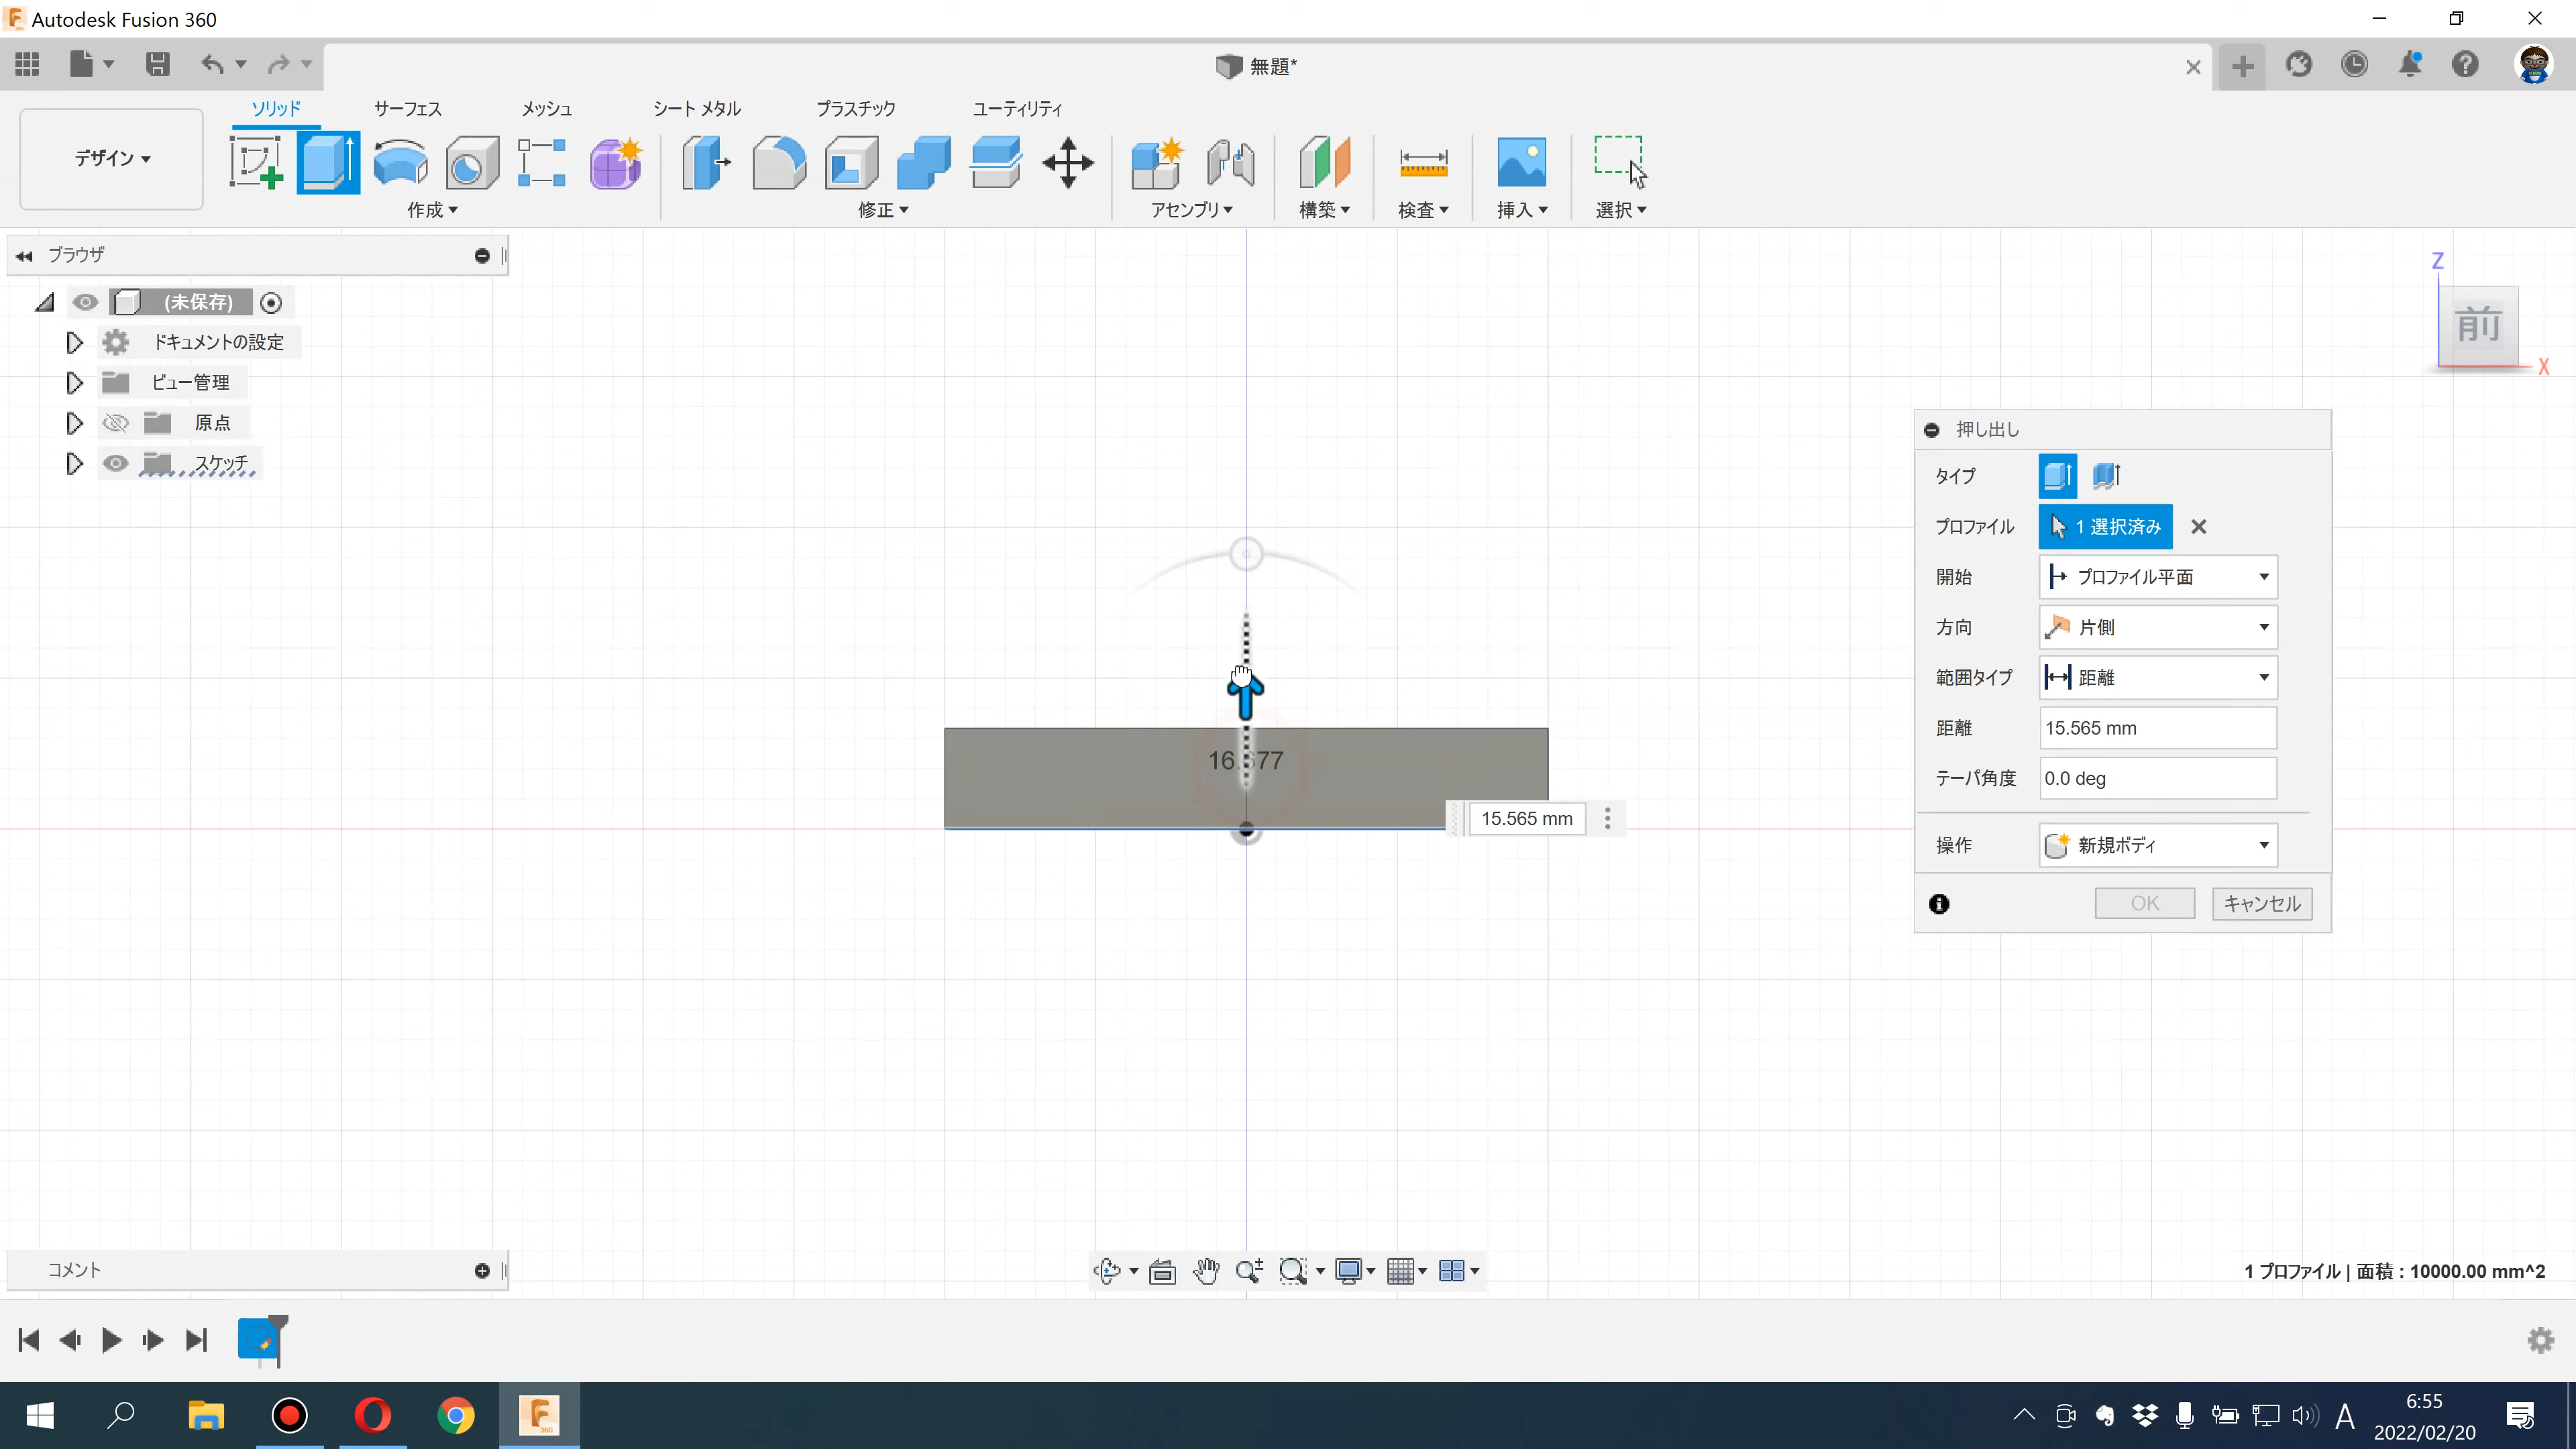 Autodesk Fusion 360
無題*
ソリッド サーフェス メッシュ シート メタル プラスチック ユーティリティ
デザイン
作成 修正 アセンブリ 構築 検査 挿入 選択
ブラウザ
(未保存)
ドキュメントの設定
ビュー管理
原点
スケッチ
Z
前
X
押し出し
タイプ
プロファイル 1 選択済み
開始 プロファイル平面
方向 片側
範囲タイプ 距離
距離 15.565 mm
テーパ角度 0.0 deg
操作 新規ボディ
OK キャンセル
15.565 mm
コメント
1 プロファイル | 面積 : 10000.00 mm^2
F
360
A
6:55
2022/02/20